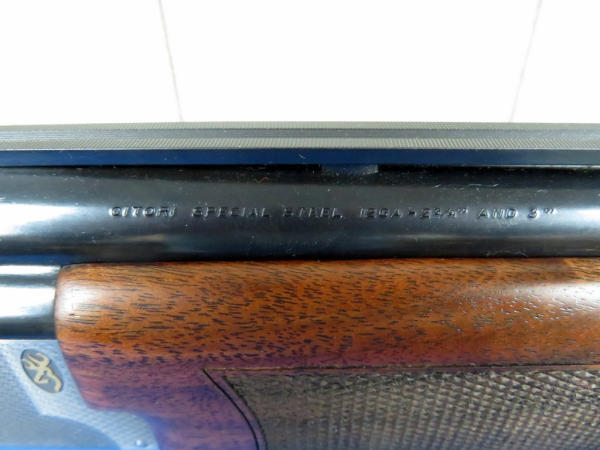 CITORI SPECIAL STEEL 12GA - 2¾" AND 3"